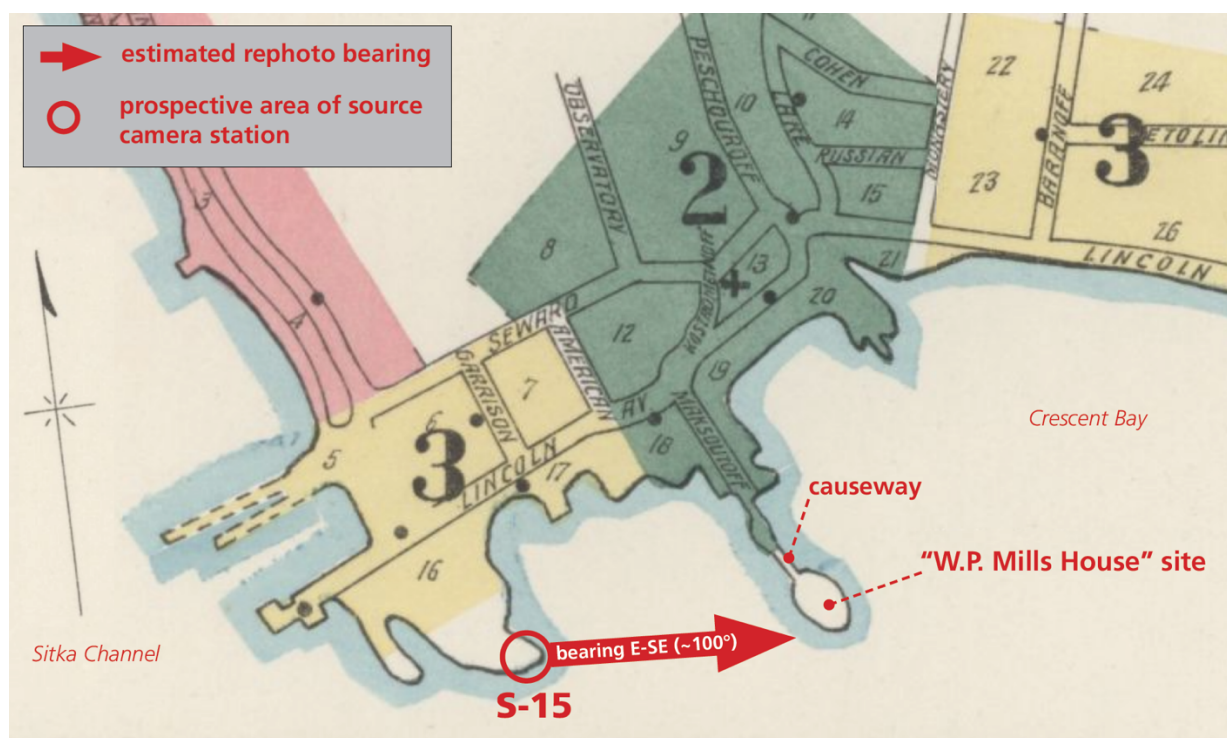 estimated rephoto bearing
prospective area of source
camera station
11
COHEN
22
24
PESCHOUROFF
OBSERVATORY
10
LAKE
14
MONASTERY
BARANOFF
3
ETOLIN
9
2
RUSSIAN
15
23
26
LINCOLN
8
KOSTROMETINOFF
13
21
20
4
SEWARD
AMERICAN
12
GARRISON
7
6
AV
19
MAKSOUTOFF
Crescent Bay
5
3
LINCOLN
17
18
causeway
16
“W.P. Mills House” site
bearing E-SE (~100°)
Sitka Channel
S-15